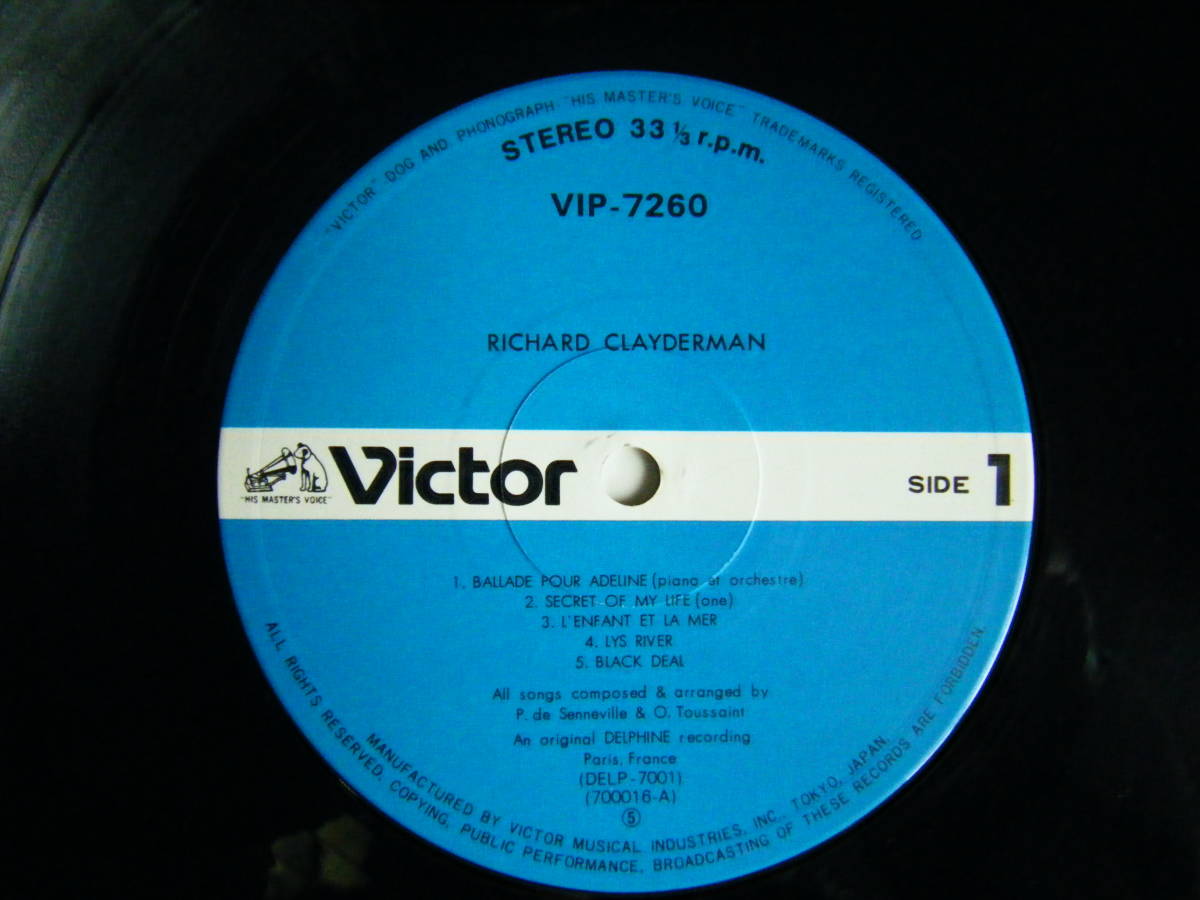 "VICTOR" DOG AND PHONOGRAPH "HIS MASTER'S VOICE" TRADEMARKS REGISTERED
STEREO 33 1/3 r.p.m.
VIP-7260
RICHARD CLAYDERMAN
"HIS MASTER'S VOICE"
Victor
SIDE 1
1. BALLADE POUR ADELINE (piano et orchestre)
2. SECRET OF MY LIFE (one)
3. L'ENFANT ET LA MER
4. LYS RIVER
5. BLACK DEAL
All songs composed & arranged by
P. de Senneville & O. Toussaint
An original DELPHINE recording
Paris, France
(DELP-7001)
(700016-A)
⑤
MANUFACTURED BY VICTOR MUSICAL INDUSTRIES, INC., TOKYO, JAPAN.
ALL RIGHTS RESERVED. COPYING, PUBLIC PERFORMANCE, BROADCASTING OF THESE RECORDS ARE FORBIDDEN.